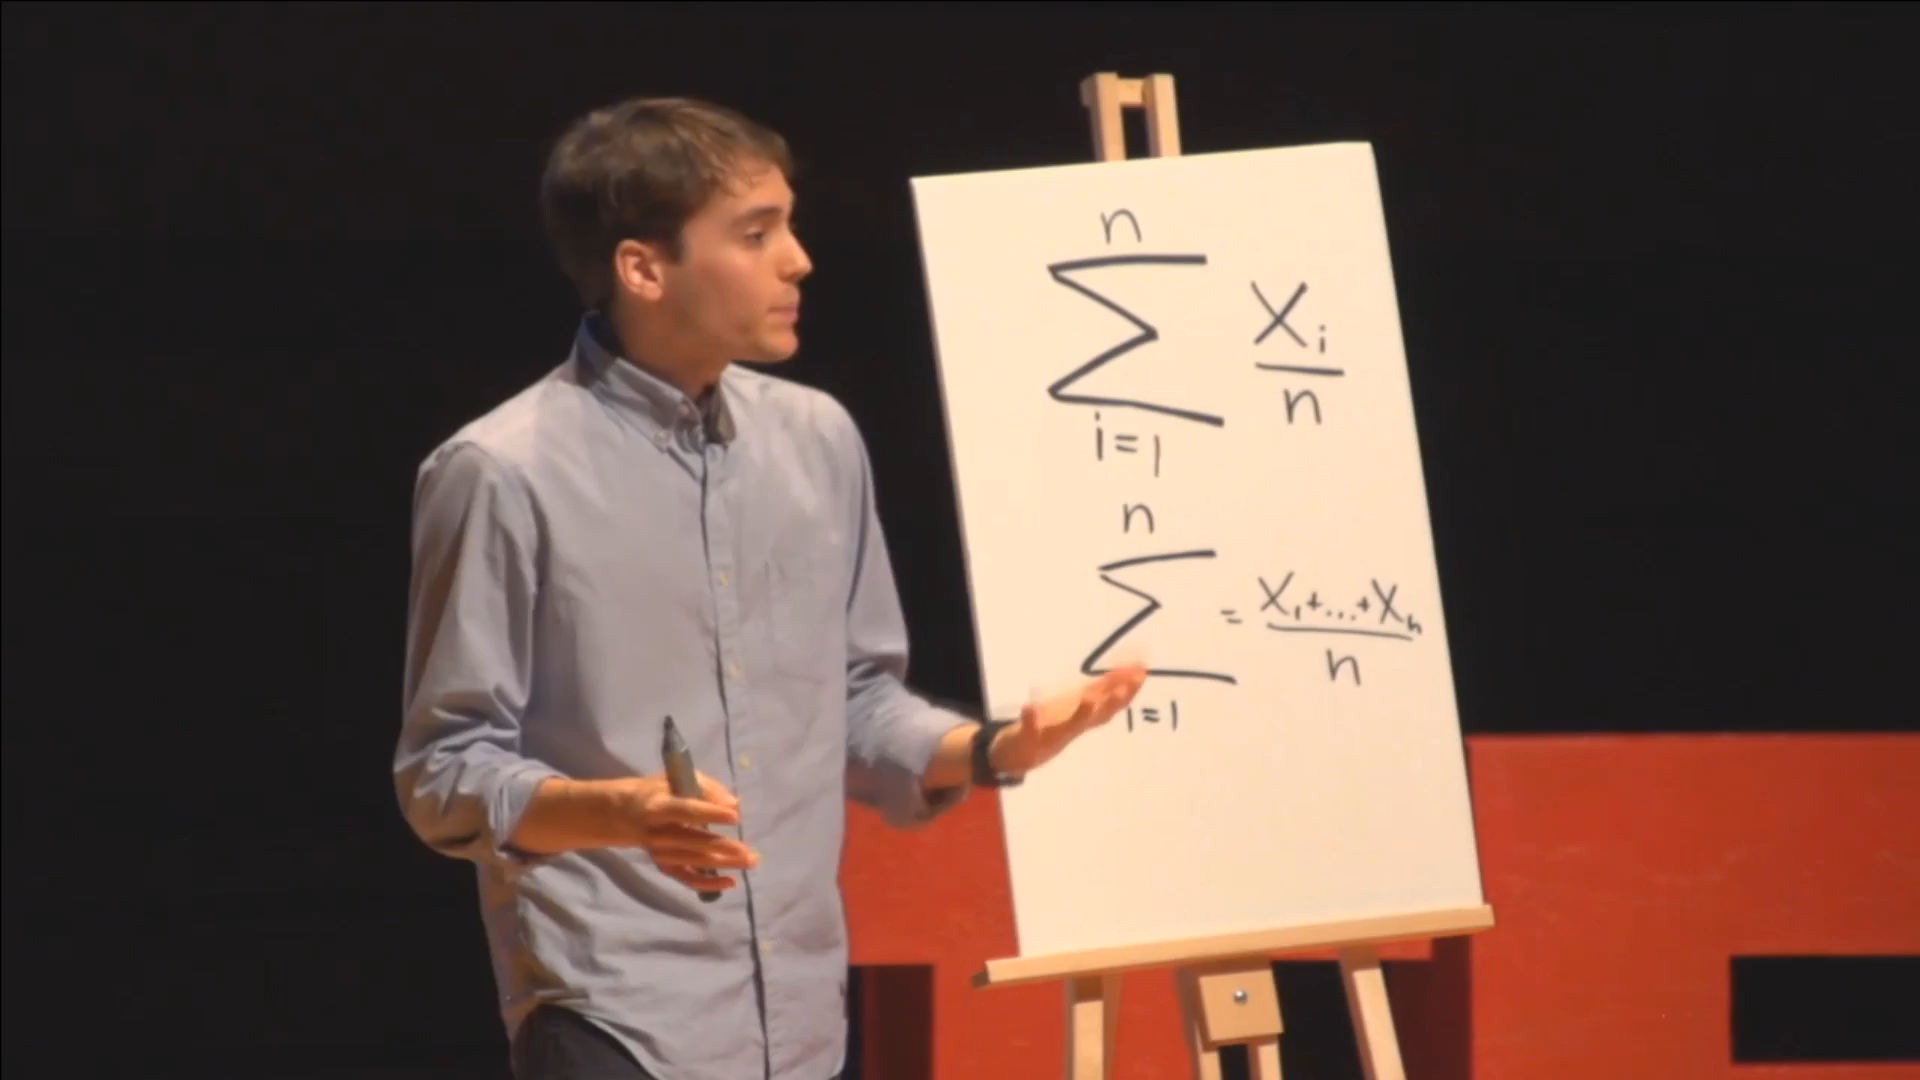 n
∑ Xi/n
i=1
n
∑ = X1+...+Xn/n
i=1